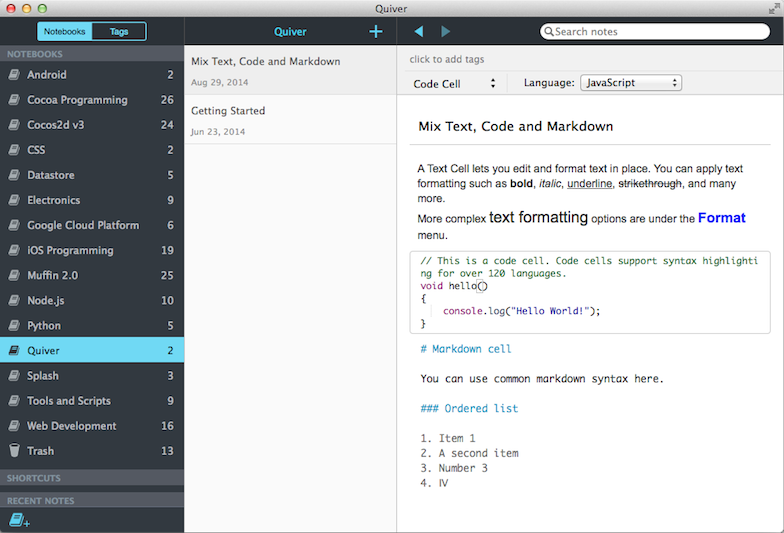 Quiver
Notebooks Tags
NOTEBOOKS
Android 2
Cocoa Programming 26
Cocos2d v3 24
CSS 2
Datastore 5
Electronics 9
Google Cloud Platform 6
iOS Programming 19
Muffin 2.0 25
Node.js 10
Python 5
Quiver 2
Splash 3
Tools and Scripts 9
Web Development 16
Trash 13
SHORTCUTS
RECENT NOTES
Quiver +
Mix Text, Code and Markdown
Aug 29, 2014
Getting Started
Jun 23, 2014
Search notes
click to add tags
Code Cell Language: JavaScript
Mix Text, Code and Markdown
A Text Cell lets you edit and format text in place. You can apply text
formatting such as bold, italic, underline, strikethrough, and many
more.
More complex text formatting options are under the Format
menu.
// This is a code cell. Code cells support syntax highlighti
ng for over 120 languages.
void hello()
{
console.log("Hello World!");
}
# Markdown cell
You can use common markdown syntax here.
### Ordered list
1. Item 1
2. A second item
3. Number 3
4. IV